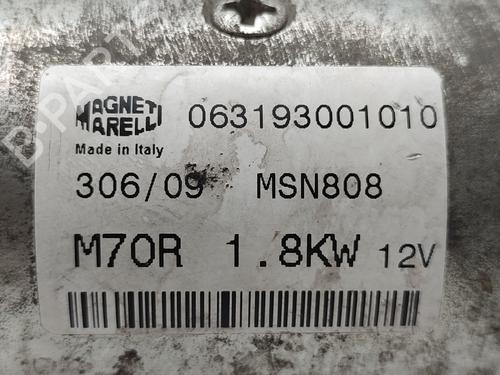 MAGNETI MARELLI 063193001010
Made in Italy
306/09 MSN808
M70R 1.8KW 12V
B-PARTS